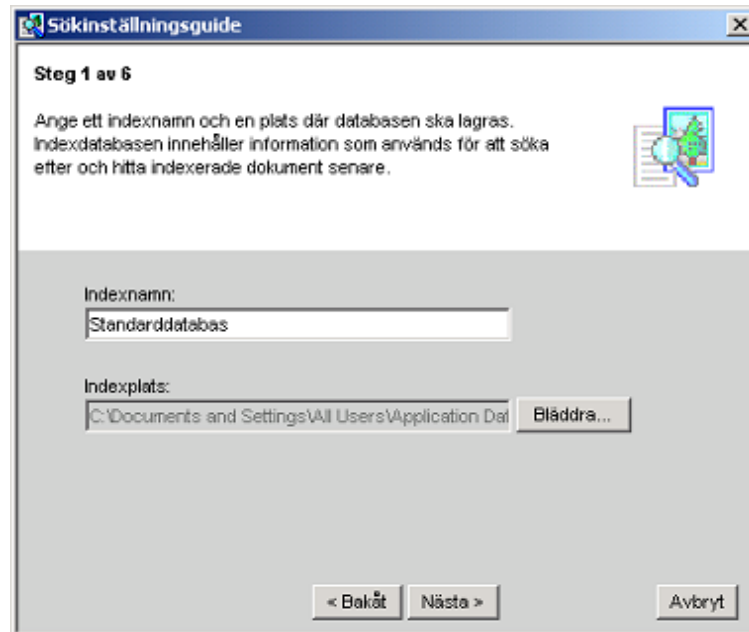 Sökinställningsguide
Steg 1 av 6
Ange ett indexnamn och en plats där databasen ska lagras.
Indexdatabasen innehåller information som används för att söka
efter och hitta indexerade dokument senare.
Indexnamn:
Standarddatabas
Indexplats:
C:\Documents and Settings\All Users\Application Dat
Bläddra...
< Bakåt
Nästa >
Avbryt